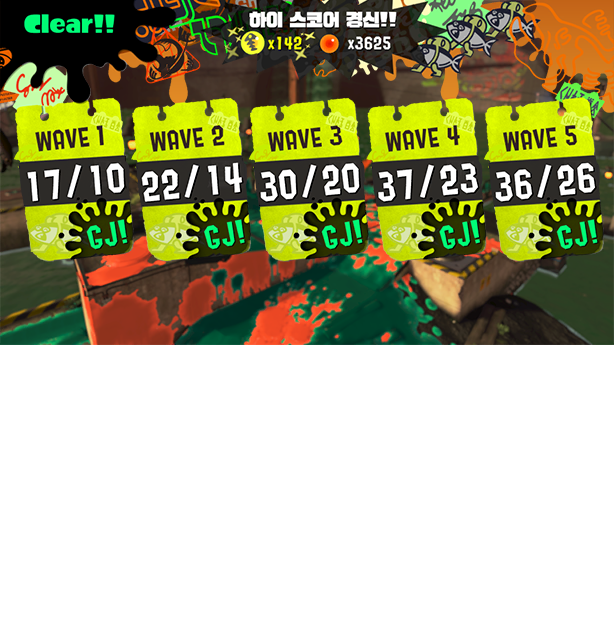 Clear!!
하이 스코어 경신!!
x142 x3625
WAVE 1
17/10
GJ!
WAVE 2
22/14
GJ!
WAVE 3
30/20
GJ!
WAVE 4
37/23
GJ!
WAVE 5
36/26
GJ!